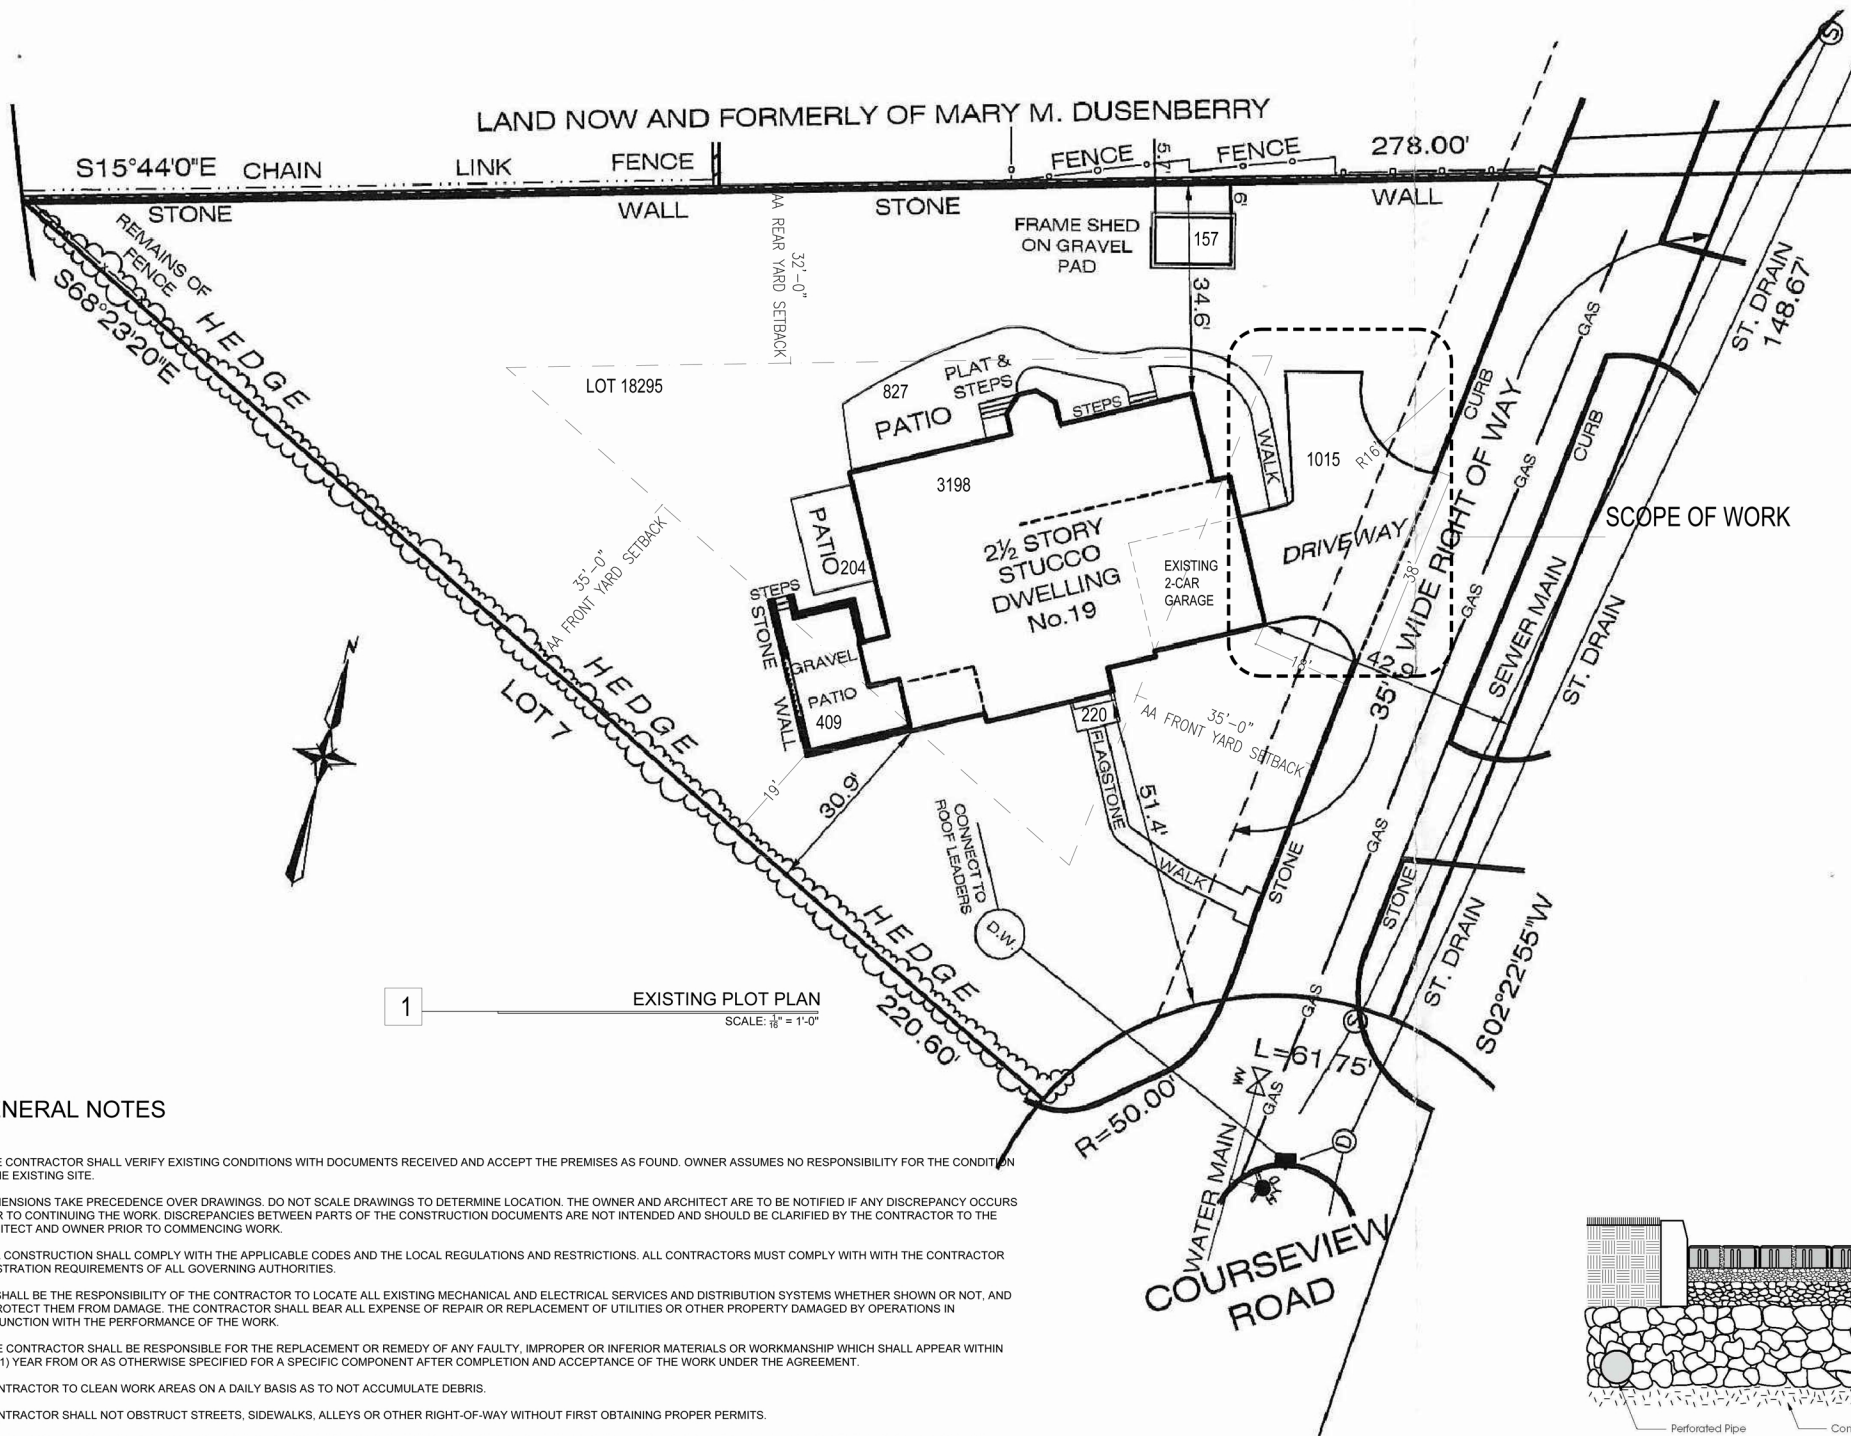 LAND NOW AND FORMERLY OF MARY M. DUSENBERRY
S15°44'0"E
CHAIN
LINK
FENCE
FENCE
5.7'
FENCE
278.00'
STONE
WALL
STONE
WALL
6'
REMAINS OF
FENCE
S68°23'20"E
HEDGE
AA REAR YARD SETBACK
32'-0"
FRAME SHED
ON GRAVEL
PAD
157
34.6'
ST. DRAIN
148.67'
GAS
LOT 18295
827
PATIO
PLAT &
STEPS
STEPS
WALK
1015
R16'
CURB
CURB
GAS
3198
PATIO
204
2½ STORY
STUCCO
DWELLING
No.19
EXISTING
2-CAR
GARAGE
DRIVEWAY
38'
35' WIDE RIGHT OF WAY
SCOPE OF WORK
GAS
SEWER MAIN
ST. DRAIN
35'-0"
AA FRONT YARD SETBACK
STEPS
STONE
WALL
GRAVEL
PATIO
409
18'
N
HEDGE
LOT 7
220
FLAGSTONE
WALK
35'-0"
AA FRONT YARD SETBACK
19'
30.9'
51.4'
CONNECT TO
ROOF LEADERS
D.W.
STONE
GAS
STONE
ST. DRAIN
S02°22'55"W
HEDGE
220.60'
1
EXISTING PLOT PLAN
SCALE: 1/16" = 1'-0"
S
S
GAS
L=61.75'
R=50.00'
WV
GAS
D
WATER MAIN
HYD
COURSEVIEW
ROAD
NERAL NOTES
CONTRACTOR SHALL VERIFY EXISTING CONDITIONS WITH DOCUMENTS RECEIVED AND ACCEPT THE PREMISES AS FOUND. OWNER ASSUMES NO RESPONSIBILITY FOR THE CONDITION
EXISTING SITE.
ENSIONS TAKE PRECEDENCE OVER DRAWINGS. DO NOT SCALE DRAWINGS TO DETERMINE LOCATION. THE OWNER AND ARCHITECT ARE TO BE NOTIFIED IF ANY DISCREPANCY OCCURS
R TO CONTINUING THE WORK. DISCREPANCIES BETWEEN PARTS OF THE CONSTRUCTION DOCUMENTS ARE NOT INTENDED AND SHOULD BE CLARIFIED BY THE CONTRACTOR TO THE
ITECT AND OWNER PRIOR TO COMMENCING WORK.
CONSTRUCTION SHALL COMPLY WITH THE APPLICABLE CODES AND THE LOCAL REGULATIONS AND RESTRICTIONS. ALL CONTRACTORS MUST COMPLY WITH WITH THE CONTRACTOR
STRATION REQUIREMENTS OF ALL GOVERNING AUTHORITIES.
SHALL BE THE RESPONSIBILITY OF THE CONTRACTOR TO LOCATE ALL EXISTING MECHANICAL AND ELECTRICAL SERVICES AND DISTRIBUTION SYSTEMS WHETHER SHOWN OR NOT, AND
ROTECT THEM FROM DAMAGE. THE CONTRACTOR SHALL BEAR ALL EXPENSE OF REPAIR OR REPLACEMENT OF UTILITIES OR OTHER PROPERTY DAMAGED BY OPERATIONS IN
UNCTION WITH THE PERFORMANCE OF THE WORK.
E CONTRACTOR SHALL BE RESPONSIBLE FOR THE REPLACEMENT OR REMEDY OF ANY FAULTY, IMPROPER OR INFERIOR MATERIALS OR WORKMANSHIP WHICH SHALL APPEAR WITHIN
1) YEAR FROM OR AS OTHERWISE SPECIFIED FOR A SPECIFIC COMPONENT AFTER COMPLETION AND ACCEPTANCE OF THE WORK UNDER THE AGREEMENT.
NTRACTOR TO CLEAN WORK AREAS ON A DAILY BASIS AS TO NOT ACCUMULATE DEBRIS.
NTRACTOR SHALL NOT OBSTRUCT STREETS, SIDEWALKS, ALLEYS OR OTHER RIGHT-OF-WAY WITHOUT FIRST OBTAINING PROPER PERMITS.
Perforated Pipe